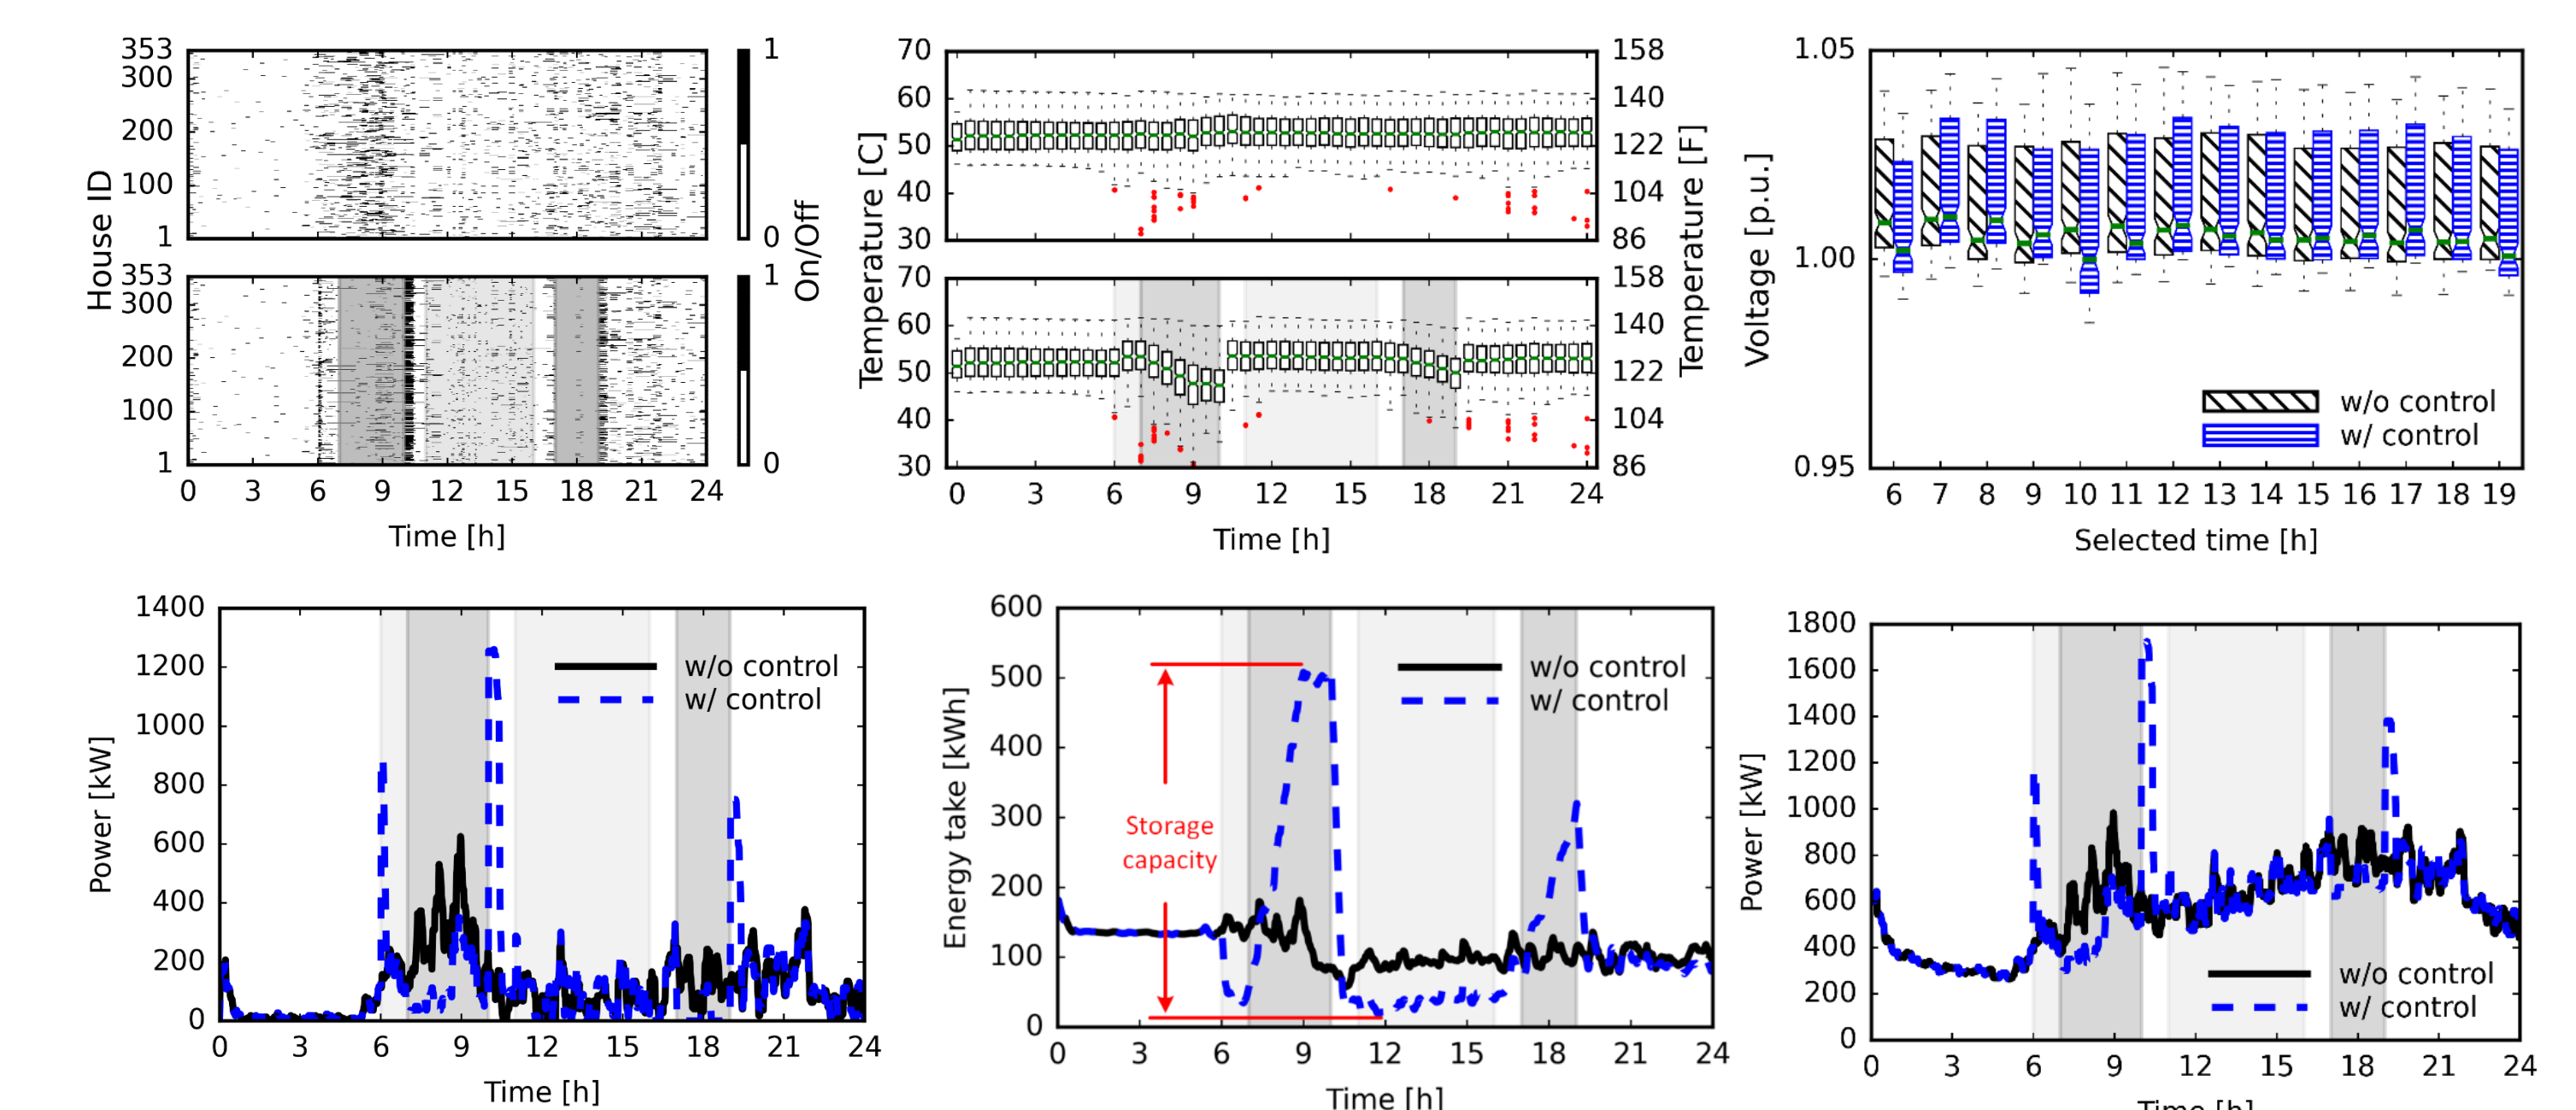 353
300
200
100
1
1
0
353
300
200
100
1
1
0
House ID
On/Off
0 3 6 9 12 15 18 21 24
Time [h]
70
60
50
40
30
158
140
122
104
86
70
60
50
40
30
158
140
122
104
86
Temperature [C]
Temperature [F]
0 3 6 9 12 15 18 21 24
Time [h]
1.05
1.00
0.95
Voltage [p.u.]
w/o control
w/ control
6 7 8 9 10 11 12 13 14 15 16 17 18 19
Selected time [h]
1400
1200
1000
800
600
400
200
0
Power [kW]
w/o control
w/ control
0 3 6 9 12 15 18 21 24
Time [h]
600
500
400
300
200
100
0
Energy take [kWh]
w/o control
w/ control
Storage
capacity
0 3 6 9 12 15 18 21 24
Time [h]
1800
1600
1400
1200
1000
800
600
400
200
0
Power [kW]
w/o control
w/ control
0 3 6 9 12 15 18 21 24
Time [h]